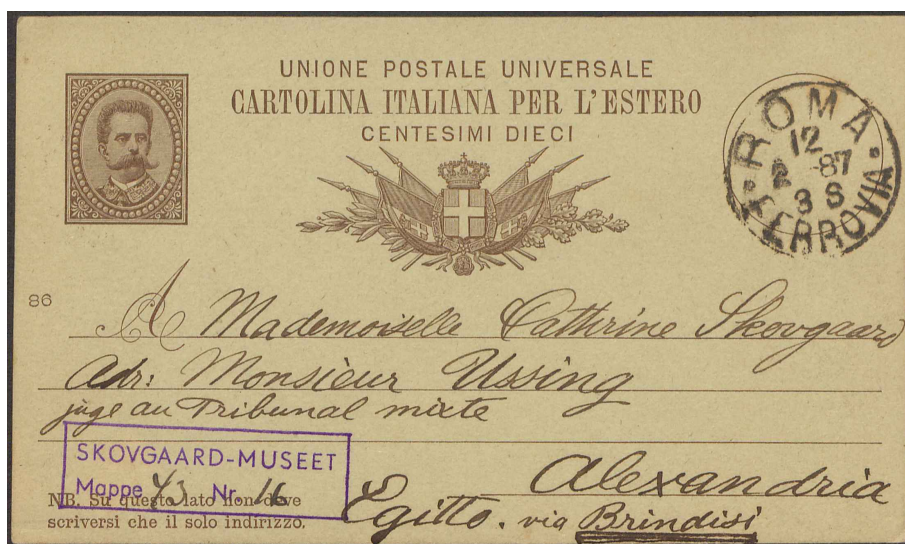 UNIONE POSTALE UNIVERSALE
CARTOLINA ITALIANA PER L'ESTERO
CENTESIMI DIECI
ROMA
12
2 -87
3 S
FERROVIA
86
A Mademoiselle Cathrine Skovgaard
Adr: Monsieur Ussing
juge au Tribunal mixte
SKOVGAARD-MUSEET
Mappe 43 Nr. 16
Alexandria
NB. Su questo lato non deve
scriversi che il solo indirizzo.
Egitto. via Brindisi